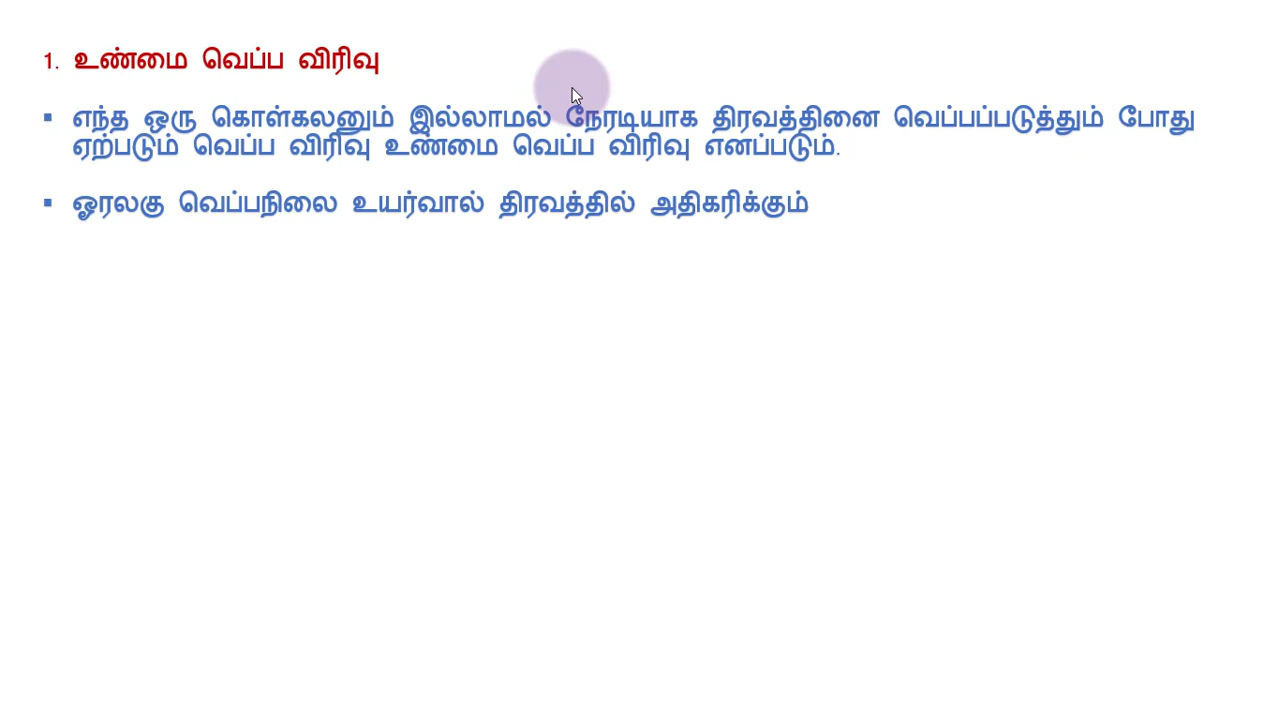 1. உண்மை வெப்ப விரிவு
▪ எந்த ஒரு கொள்கலனும் இல்லாமல் நேரடியாக திரவத்தினை வெப்பப்படுத்தும் போது
ஏற்படும் வெப்ப விரிவு உண்மை வெப்ப விரிவு எனப்படும்.
▪ ஓரலகு வெப்பநிலை உயர்வால் திரவத்தில் அதிகரிக்கும்